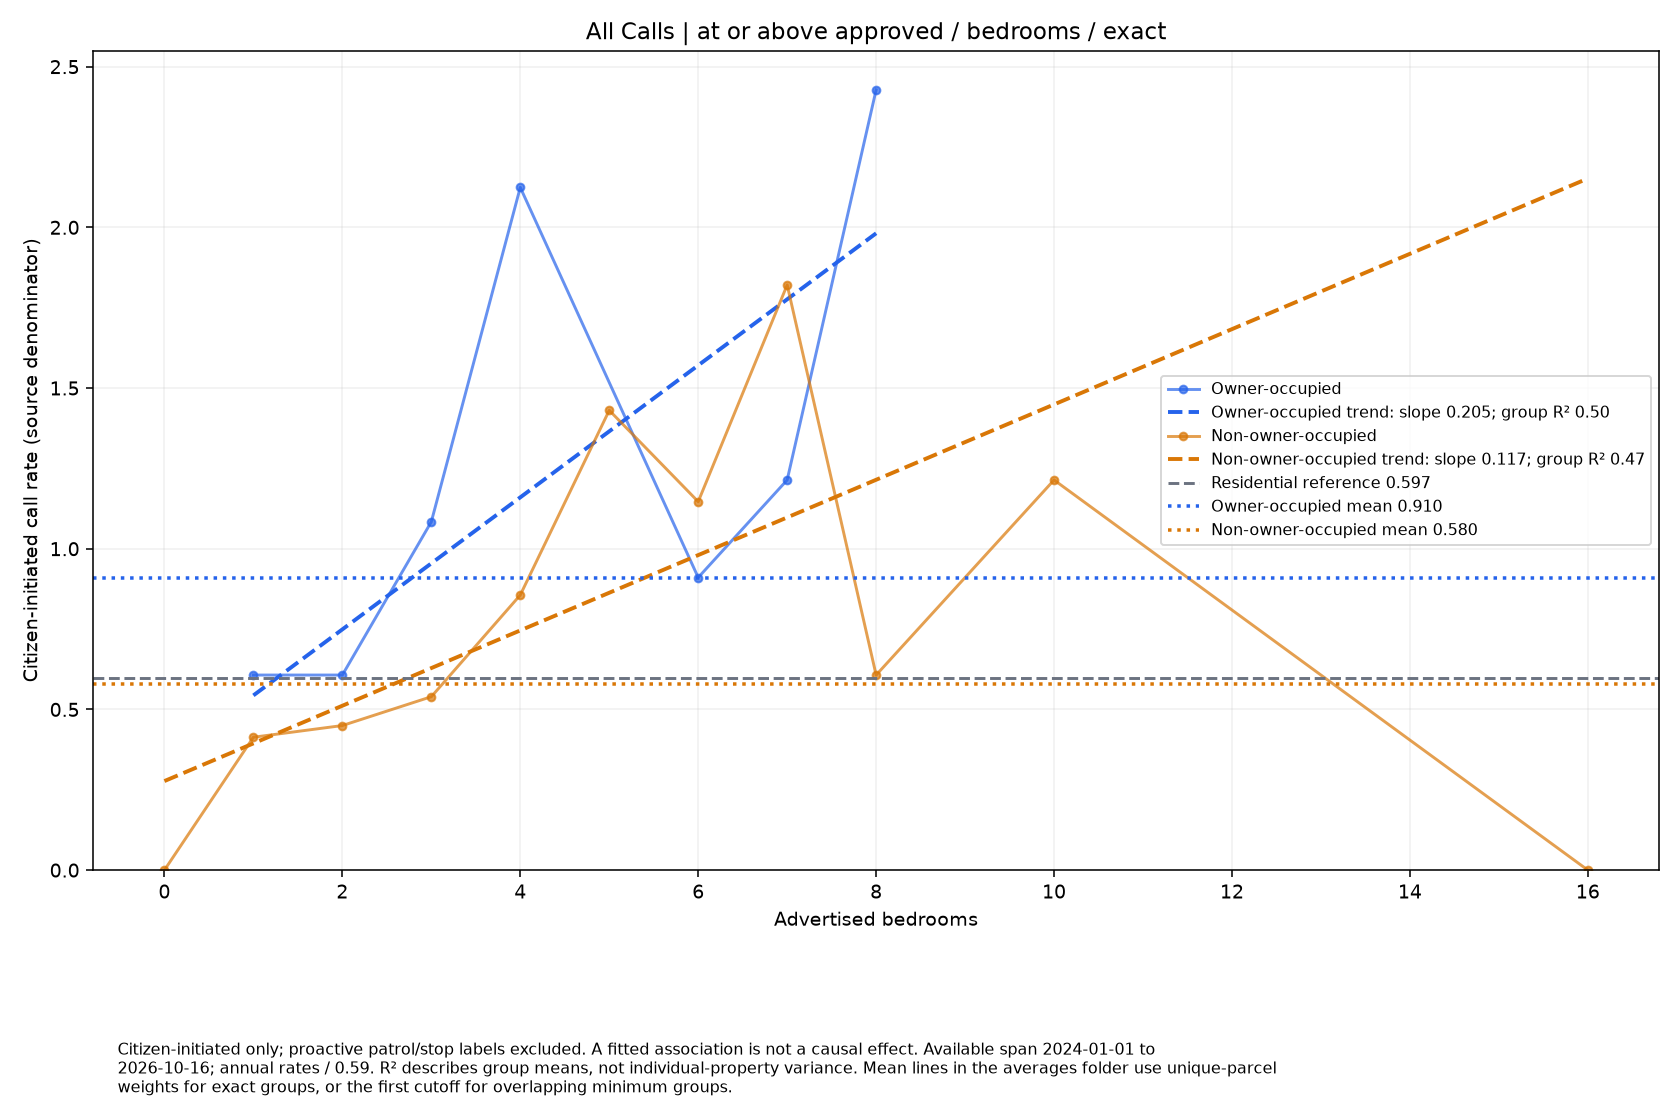 All Calls | at or above approved / bedrooms / exact
Citizen-initiated call rate (source denominator)
2.5
2.0
1.5
1.0
0.5
0.0
Owner-occupied
Owner-occupied trend: slope 0.205; group R² 0.50
Non-owner-occupied
Non-owner-occupied trend: slope 0.117; group R² 0.47
Residential reference 0.597
Owner-occupied mean 0.910
Non-owner-occupied mean 0.580
0 2 4 6 8 10 12 14 16
Advertised bedrooms
Citizen-initiated only; proactive patrol/stop labels excluded. A fitted association is not a causal effect. Available span 2024-01-01 to
2026-10-16; annual rates / 0.59. R² describes group means, not individual-property variance. Mean lines in the averages folder use unique-parcel
weights for exact groups, or the first cutoff for overlapping minimum groups.